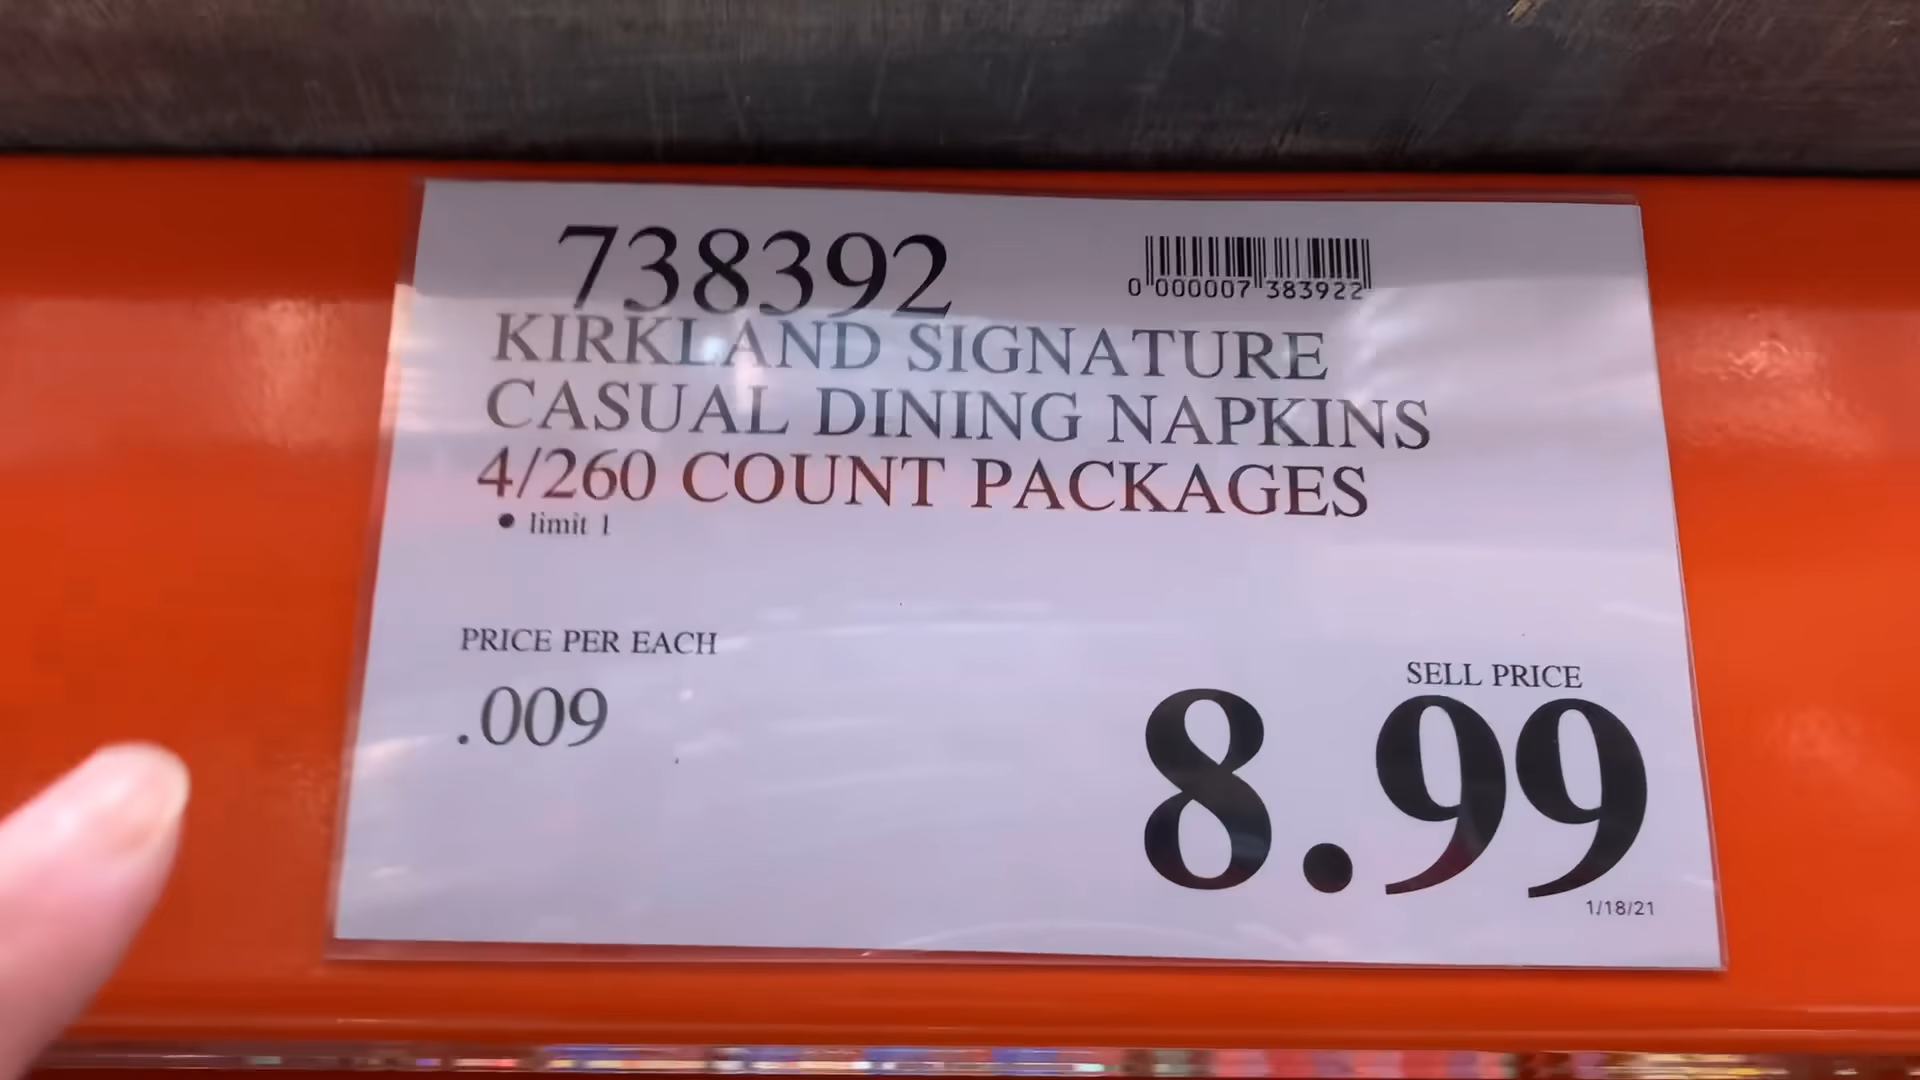 738392
0 000007 383922
KIRKLAND SIGNATURE
CASUAL DINING NAPKINS
4/260 COUNT PACKAGES
• limit 1
PRICE PER EACH
.009
SELL PRICE
8.99
1/18/21